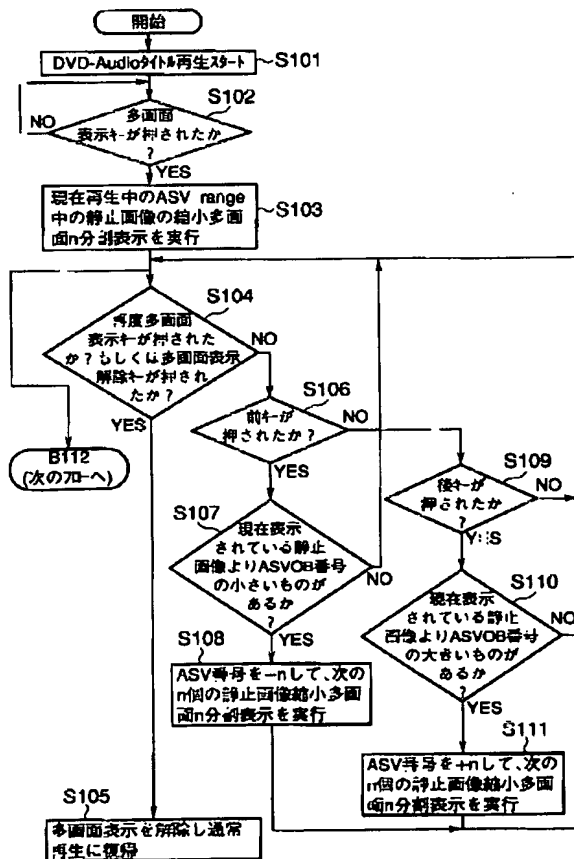 開始
DVD-Audioタイトル再生スタート
S101
S102
多画面
表示キーが押されたか
?
NO
YES
現在再生中のASV range
中の静止画像の縮小多画
面n分割表示を実行
S103
S104
再度多画面
表示キーが押された
か?もしくは多画面表示
解除キーが押され
たか?
NO
YES
B112
(次のフローへ)
S106
前キーが
押されたか?
NO
YES
S109
後キーが
押されたか
?
NO
YES
S107
現在表示
されている静止
画像よりASVOB番号
の小さいものが
あるか
?
NO
YES
S110
現在表示
されている静止
画像よりASVOB番号
の大きいものが
あるか
?
NO
YES
S108
ASV番号を-nして、次の
n個の静止画像縮小多画
面n分割表示を実行
S111
ASV番号を+nして、次の
n個の静止画像縮小多画
面n分割表示を実行
S105
多画面表示を解除し通常
再生に復帰